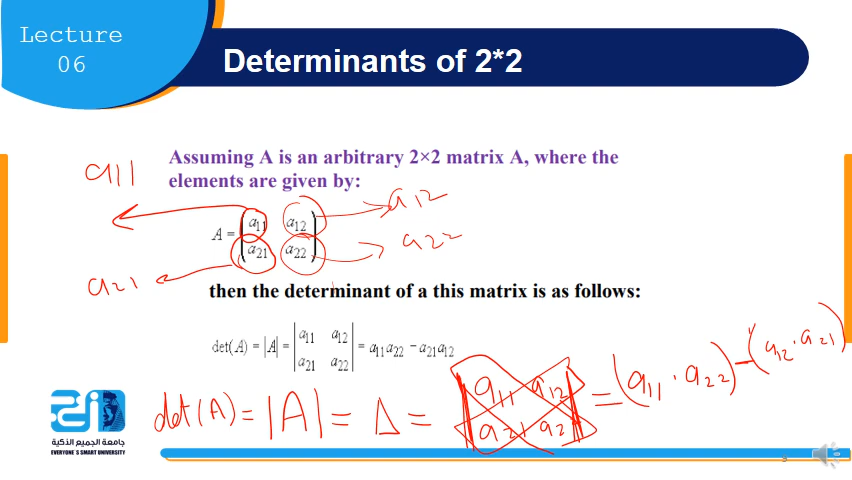 Lecture
06
Determinants of 2*2
Assuming A is an arbitrary 2×2 matrix A, where the
elements are given by:
a11
a12
A = ( a11 a12
a21 a22 )
a22
a21
then the determinant of a this matrix is as follows:
det(A) = |A| = | a11 a12
a21 a22 | = a11a22 − a21a12
det(A) = |A| = Δ = | a11 a12
a21 a2 | = (a11 · a22) − (a12 · a21)
جامعة الجميع الذكية
EVERYONE'S SMART UNIVERSITY